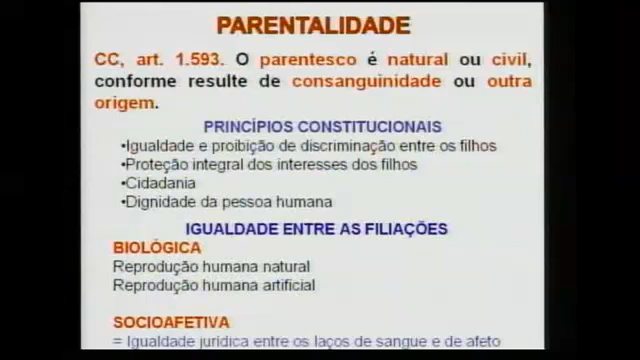 PARENTALIDADE
CC, art. 1.593. O parentesco é natural ou civil,
conforme resulte de consanguinidade ou outra
origem.
PRINCÍPIOS CONSTITUCIONAIS
•Igualdade e proibição de discriminação entre os filhos
•Proteção integral dos interesses dos filhos
•Cidadania
•Dignidade da pessoa humana
IGUALDADE ENTRE AS FILIAÇÕES
BIOLÓGICA
Reprodução humana natural
Reprodução humana artificial
SOCIOAFETIVA
= Igualdade jurídica entre os laços de sangue e de afeto